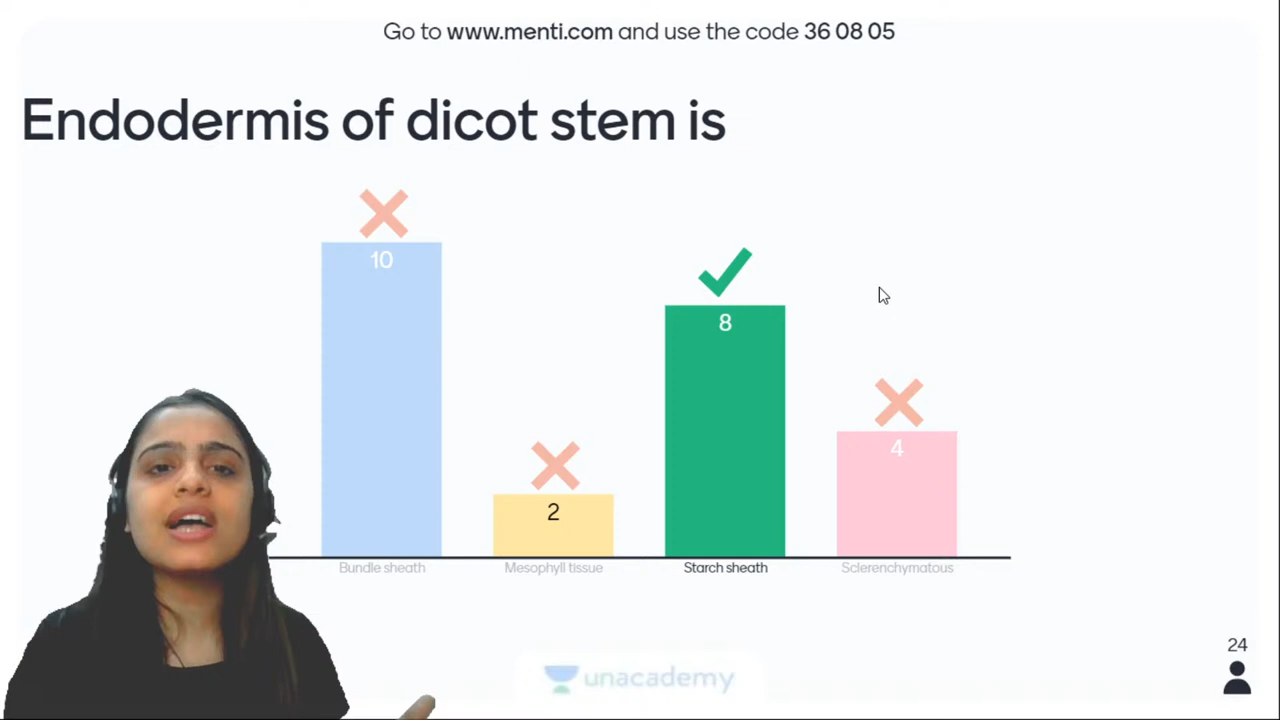 Go to www.menti.com and use the code 36 08 05
Endodermis of dicot stem is
10
8
4
2
Bundle sheath
Mesophyll tissue
Starch sheath
Sclerenchymatous
24
unacademy